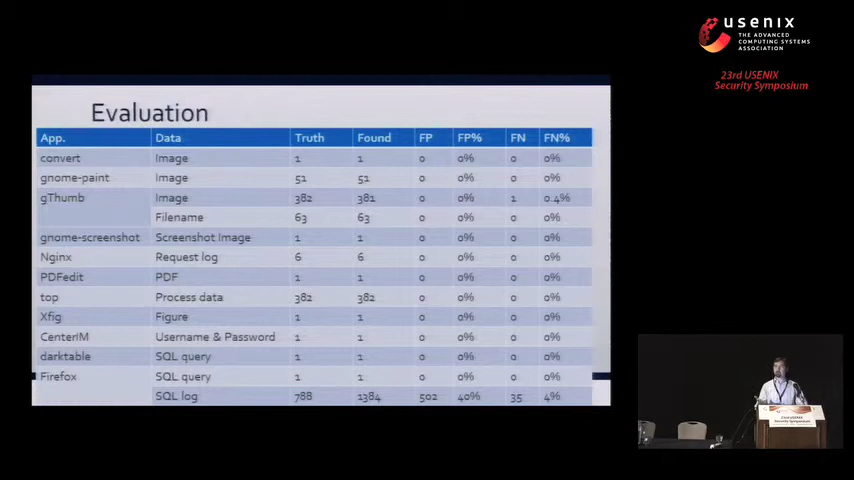 usenix
THE ADVANCED
COMPUTING SYSTEMS
ASSOCIATION
23rd USENIX
Security Symposium
Evaluation
App. Data Truth Found FP FP% FN FN%
convert Image 1 1 0 0% 0 0%
gnome-paint Image 51 51 0 0% 0 0%
gThumb Image 382 381 0 0% 1 0.4%
Filename 63 63 0 0% 0 0%
gnome-screenshot Screenshot Image 1 1 0 0% 0 0%
Nginx Request log 6 6 0 0% 0 0%
PDFedit PDF 1 1 0 0% 0 0%
top Process data 382 382 0 0% 0 0%
Xfig Figure 1 1 0 0% 0 0%
CenterIM Username & Password 1 1 0 0% 0 0%
darktable SQL query 1 1 0 0% 0 0%
Firefox SQL query 1 1 0 0% 0 0%
SQL log 788 1384 502 40% 35 4%
23rd USENIX
Security Symposium